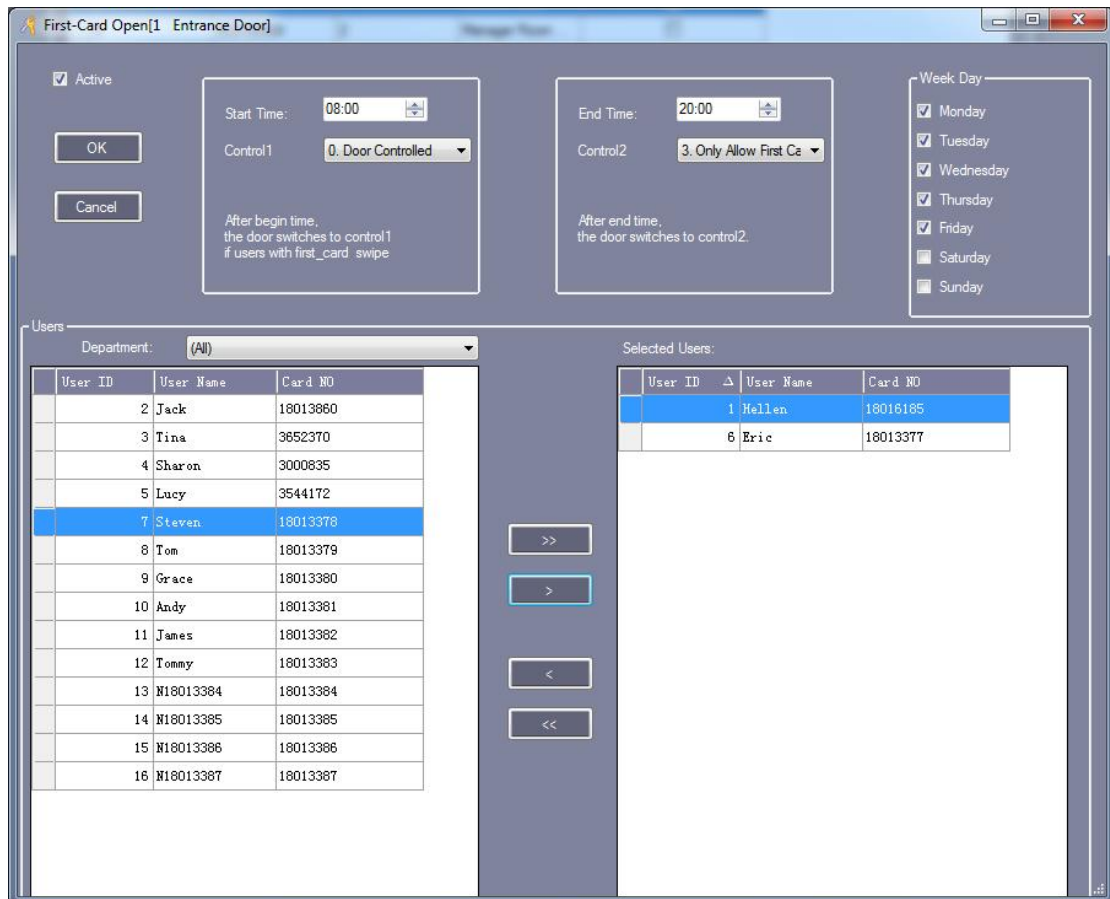 First-Card Open[1 Entrance Door]
Active
OK
Cancel
Start Time: 08:00
Control1 0. Door Controlled
After begin time,
the door switches to control1
if users with first_card swipe
End Time: 20:00
Control2 3. Only Allow First Ca
After end time,
the door switches to control2.
Week Day
Monday
Tuesday
Wednesday
Thursday
Friday
Saturday
Sunday
Users
Department: (All)
User ID User Name Card NO
2 Jack 18013860
3 Tina 3652370
4 Sharon 3000835
5 Lucy 3544172
7 Steven 18013378
8 Tom 18013379
9 Grace 18013380
10 Andy 18013381
11 James 18013382
12 Tommy 18013383
13 N18013384 18013384
14 N18013385 18013385
15 N18013386 18013386
16 N18013387 18013387
>>
>
<
<<
Selected Users:
User ID User Name Card NO
1 Hellen 18016185
6 Eric 18013377